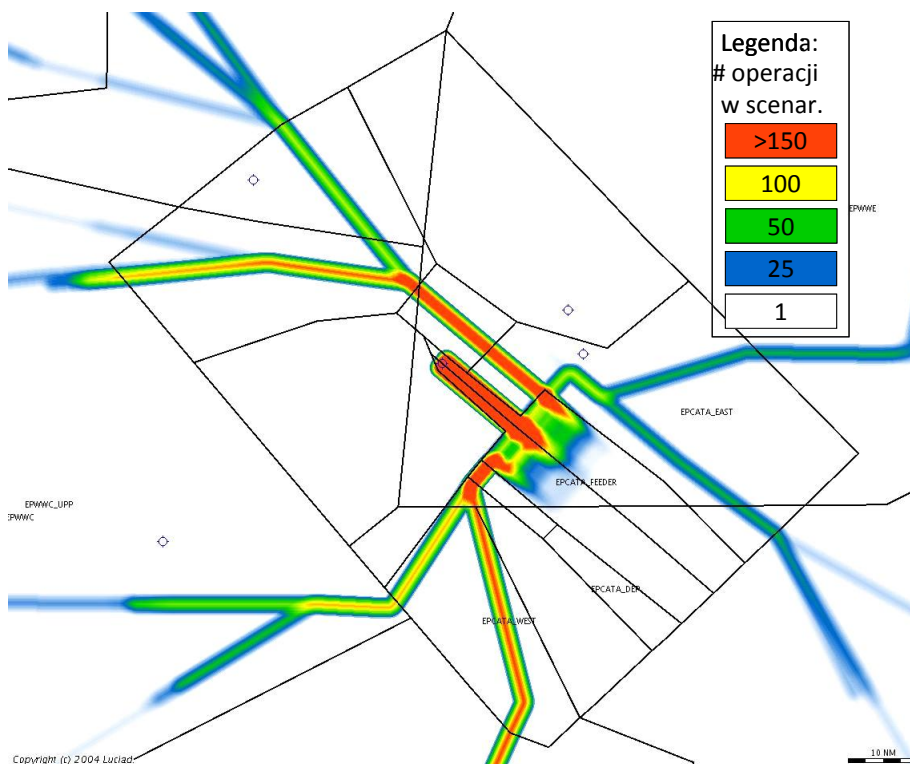 Legenda:
# operacji
w scenar.
>150
100
50
25
1
EPWWE
EPCATA_EAST
EPCATA_FEEDER
EPWWC_UPP
EPWWC
EPCATA_DEP
EPCATA_WEST
Copyright (c) 2004 Luciad.
10 NM